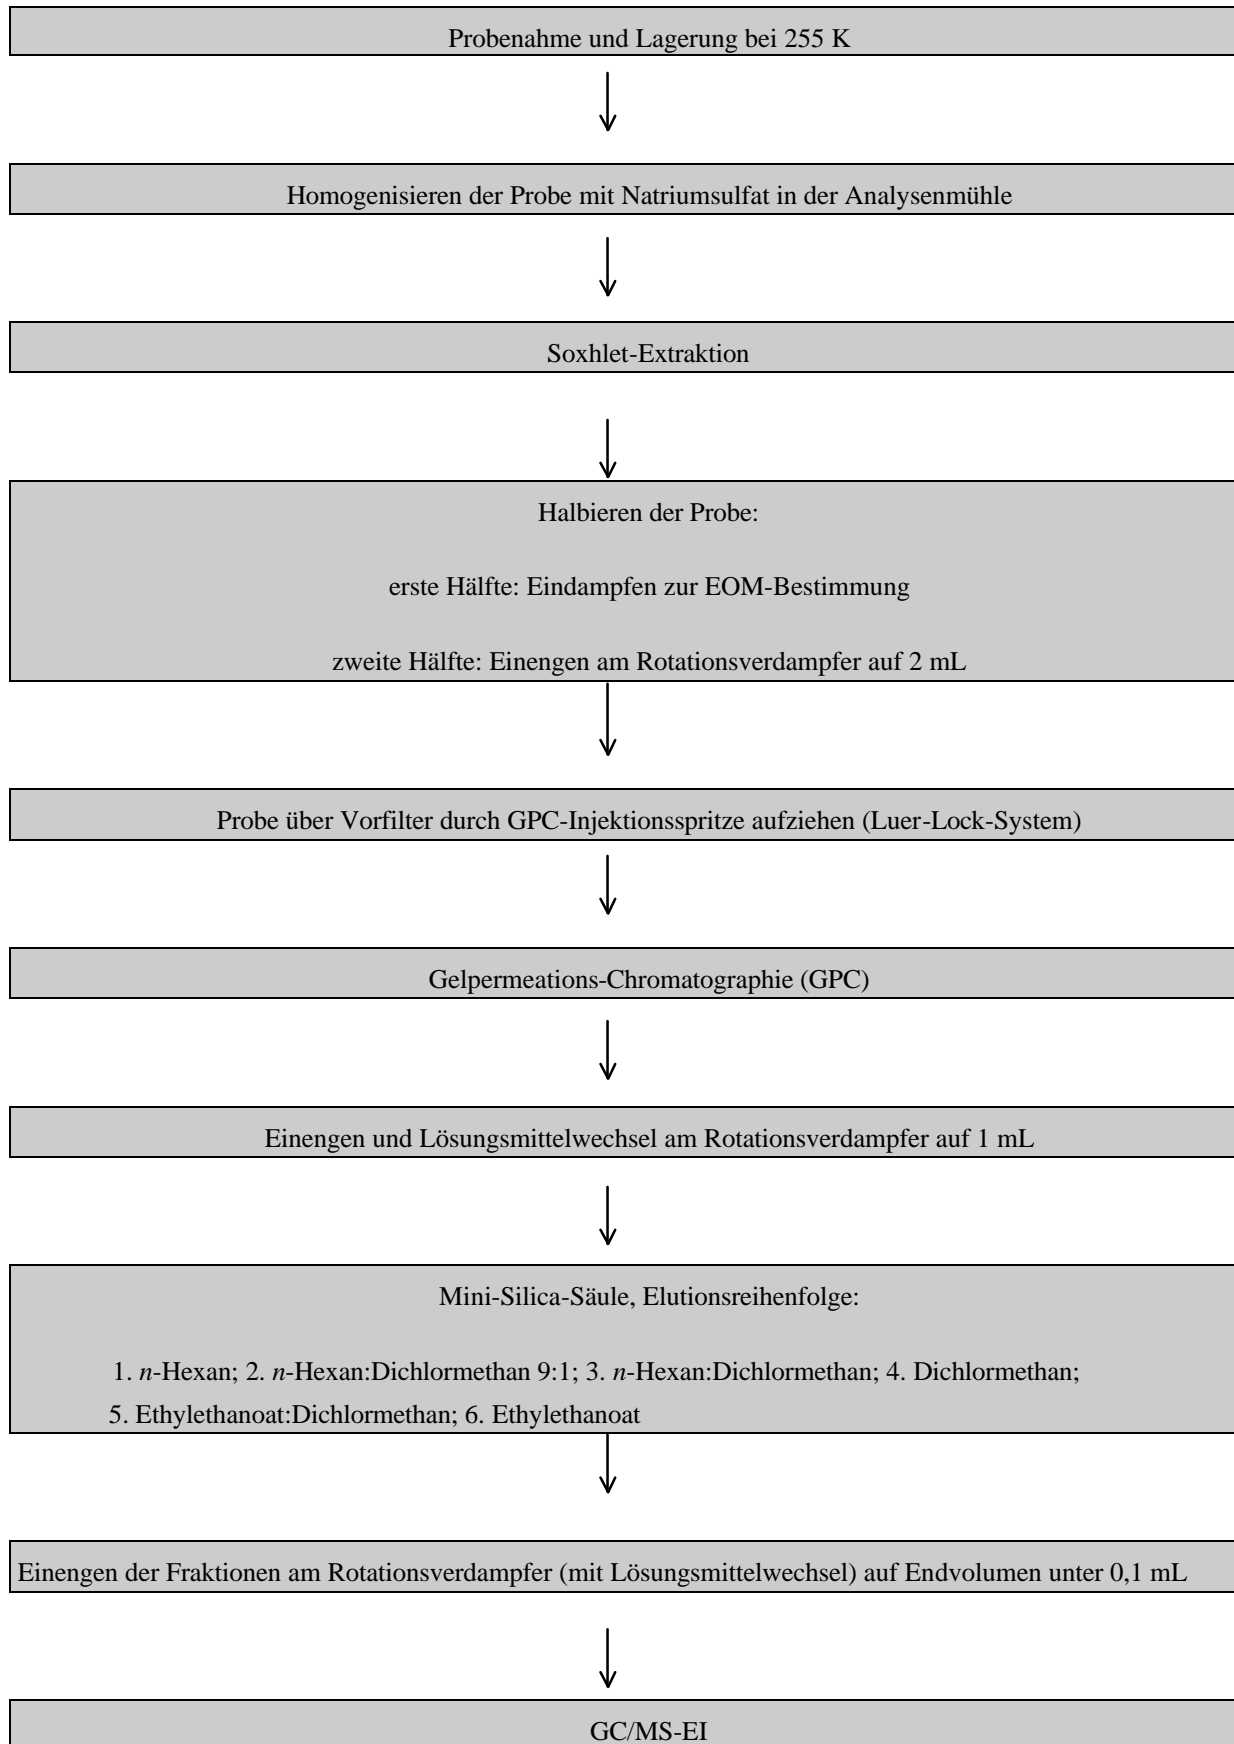 Probenahme und Lagerung bei 255 K
Homogenisieren der Probe mit Natriumsulfat in der Analysenmühle
Soxhlet-Extraktion
Halbieren der Probe:
erste Hälfte: Eindampfen zur EOM-Bestimmung
zweite Hälfte: Einengen am Rotationsverdampfer auf 2 mL
Probe über Vorfilter durch GPC-Injektionsspritze aufziehen (Luer-Lock-System)
Gelpermeations-Chromatographie (GPC)
Einengen und Lösungsmittelwechsel am Rotationsverdampfer auf 1 mL
Mini-Silica-Säule, Elutionsreihenfolge:
1. n-Hexan; 2. n-Hexan:Dichlormethan 9:1; 3. n-Hexan:Dichlormethan; 4. Dichlormethan;
5. Ethylethanoat:Dichlormethan; 6. Ethylethanoat
Einengen der Fraktionen am Rotationsverdampfer (mit Lösungsmittelwechsel) auf Endvolumen unter 0,1 mL
GC/MS-EI